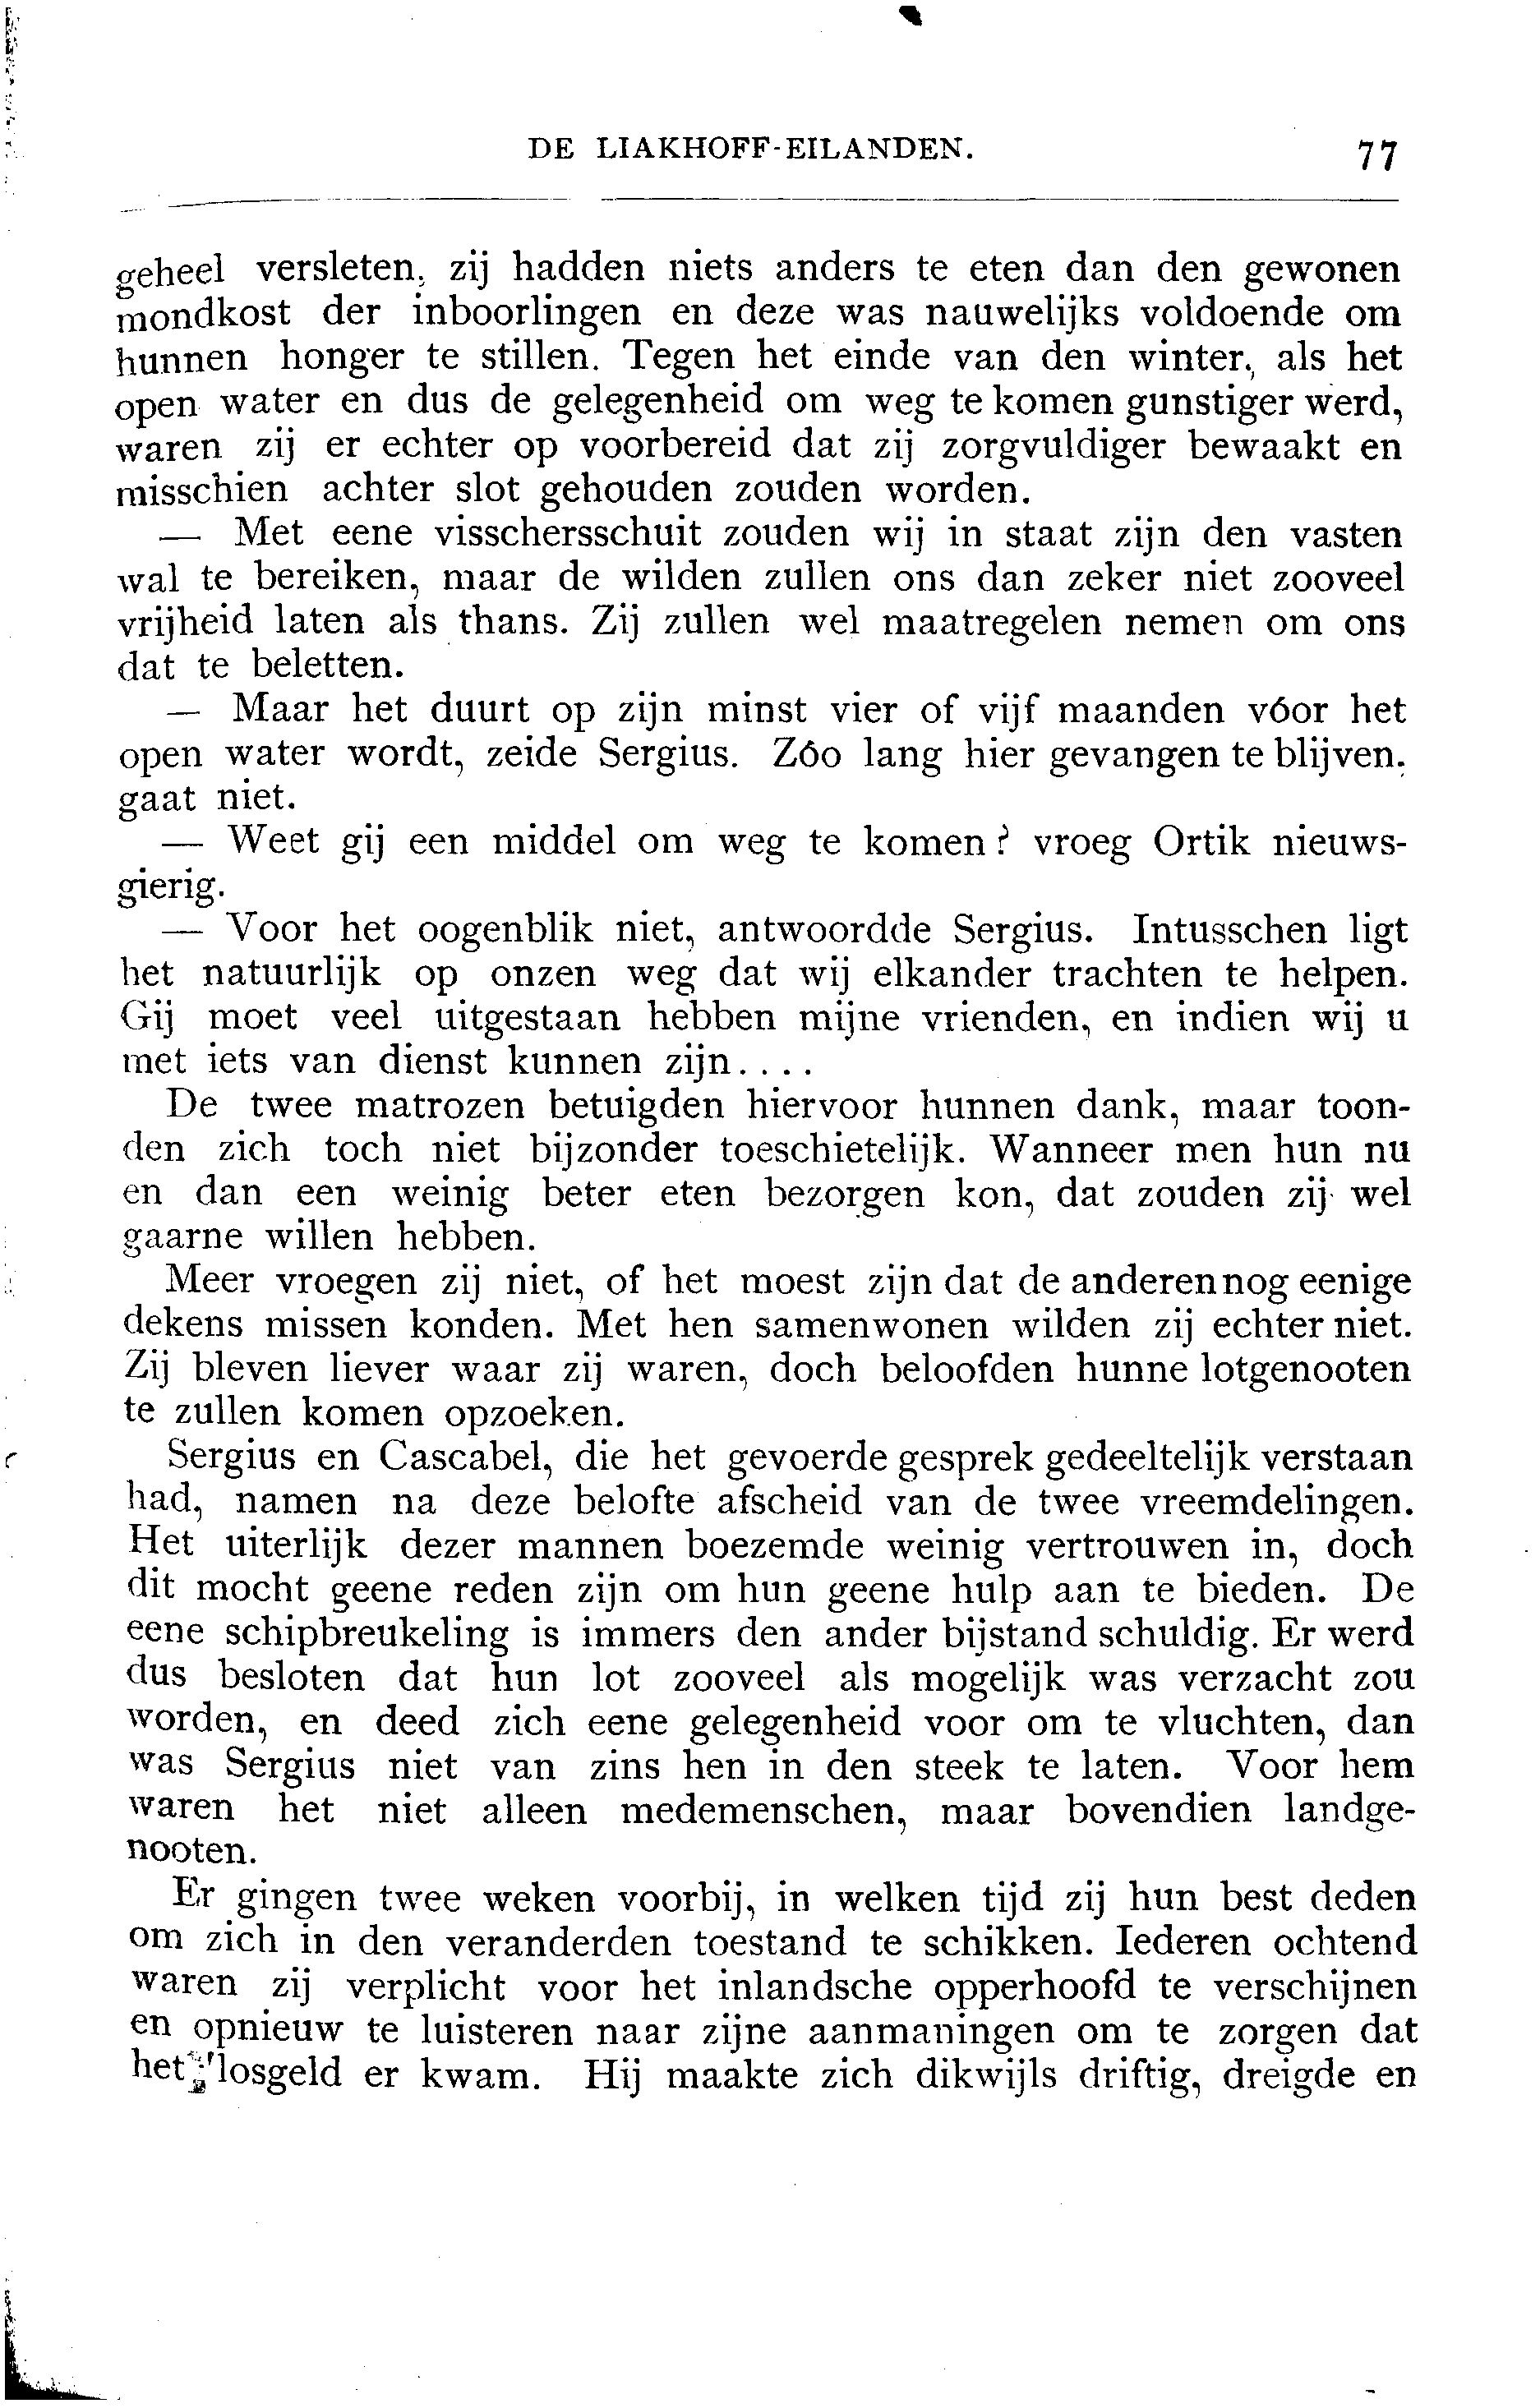 DE LIAKHOFF-EILANDEN. 77
geheel versleten, zij hadden niets anders te eten dan den gewonen
mondkost der inboorlingen en deze was nauwelijks voldoende om
hunnen honger te stillen. Tegen het einde van den winter, als het
open water en dus de gelegenheid om weg te komen gunstiger werd,
waren zij er echter op voorbereid dat zij zorgvuldiger bewaakt en
misschien achter slot gehouden zouden worden.
— Met eene visschersschuit zouden wij in staat zijn den vasten
wal te bereiken, maar de wilden zullen ons dan zeker niet zooveel
vrijheid laten als thans. Zij zullen wel maatregelen nemen om ons
dat te beletten.
— Maar het duurt op zijn minst vier of vijf maanden vóor het
open water wordt, zeide Sergius. Zóo lang hier gevangen te blijven,
gaat niet.
— Weet gij een middel om weg te komen? vroeg Ortik nieuws-
gierig.
— Voor het oogenblik niet, antwoordde Sergius. Intusschen ligt
het natuurlijk op onzen weg dat wij elkander trachten te helpen.
Gij moet veel uitgestaan hebben mijne vrienden, en indien wij u
met iets van dienst kunnen zijn....
De twee matrozen betuigden hiervoor hunnen dank, maar toon-
den zich toch niet bijzonder toeschietelijk. Wanneer men hun nu
en dan een weinig beter eten bezorgen kon, dat zouden zij wel
gaarne willen hebben.
Meer vroegen zij niet, of het moest zijn dat de anderen nog eenige
dekens missen konden. Met hen samenwonen wilden zij echter niet.
Zij bleven liever waar zij waren, doch beloofden hunne lotgenooten
te zullen komen opzoeken.
Sergius en Cascabel, die het gevoerde gesprek gedeeltelijk verstaan
had, namen na deze belofte afscheid van de twee vreemdelingen.
Het uiterlijk dezer mannen boezemde weinig vertrouwen in, doch
dit mocht geene reden zijn om hun geene hulp aan te bieden. De
eene schipbreukeling is immers den ander bijstand schuldig. Er werd
dus besloten dat hun lot zooveel als mogelijk was verzacht zou
worden, en deed zich eene gelegenheid voor om te vluchten, dan
was Sergius niet van zins hen in den steek te laten. Voor hem
waren het niet alleen medemenschen, maar bovendien landge-
nooten.
Er gingen twee weken voorbij, in welken tijd zij hun best deden
om zich in den veranderden toestand te schikken. Iederen ochtend
waren zij verplicht voor het inlandsche opperhoofd te verschijnen
en opnieuw te luisteren naar zijne aanmaningen om te zorgen dat
het losgeld er kwam. Hij maakte zich dikwijls driftig, dreigde en